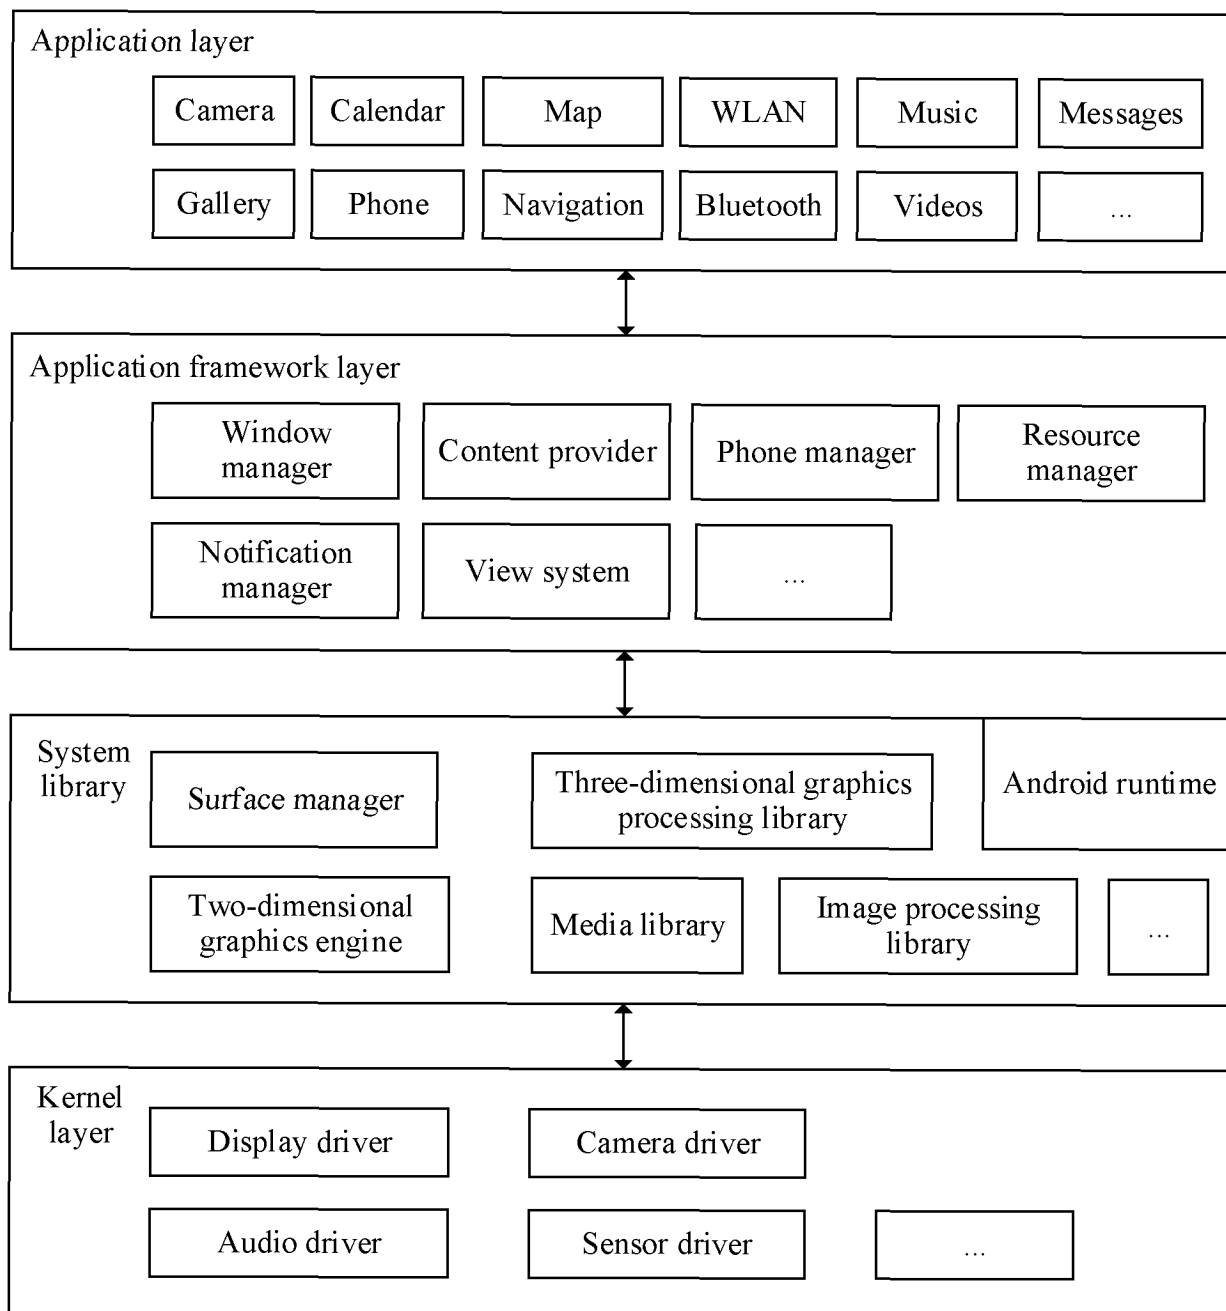 Application layer
Camera
Calendar
Map
WLAN
Music
Messages
Gallery
Phone
Navigation
Bluetooth
Videos
...
Application framework layer
Window
manager
Content provider
Phone manager
Resource
manager
Notification
manager
View system
...
System
library
Surface manager
Three-dimensional graphics
processing library
Android runtime
Two-dimensional
graphics engine
Media library
Image processing
library
...
Kernel
layer
Display driver
Camera driver
Audio driver
Sensor driver
...